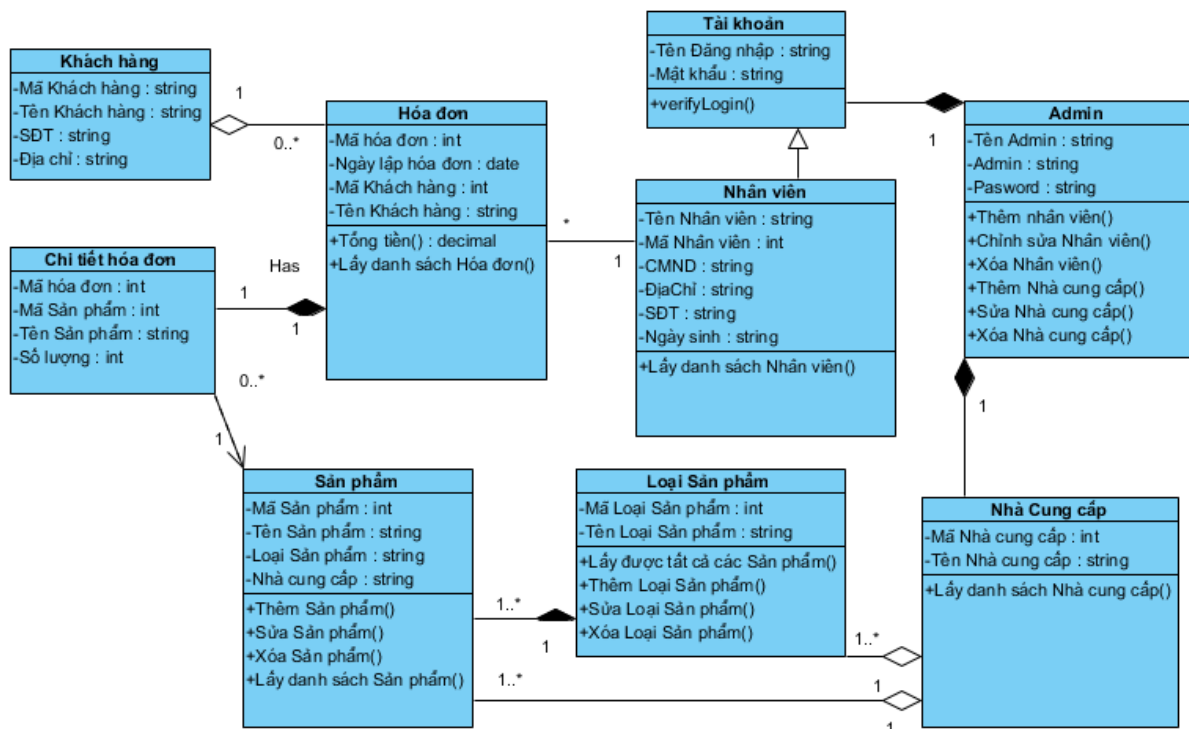 Khách hàng
-Mã Khách hàng : string
-Tên Khách hàng : string
-SĐT : string
-Địa chỉ : string
1
0..*
Hóa đơn
-Mã hóa đơn : int
-Ngày lập hóa đơn : date
-Mã Khách hàng : int
-Tên Khách hàng : string
+Tổng tiền() : decimal
+Lấy danh sách Hóa đơn()
Tài khoản
-Tên Đăng nhập : string
-Mật khẩu : string
+verifyLogin()
1
Admin
-Tên Admin : string
-Admin : string
-Pasword : string
+Thêm nhân viên()
+Chỉnh sửa Nhân viên()
+Xóa Nhân viên()
+Thêm Nhà cung cấp()
+Sửa Nhà cung cấp()
+Xóa Nhà cung cấp()
1
Nhân viên
-Tên Nhân viên : string
-Mã Nhân viên : int
-CMND : string
-ĐịaChỉ : string
-SĐT : string
-Ngày sinh : string
+Lấy danh sách Nhân viên()
*
1
Chi tiết hóa đơn
-Mã hóa đơn : int
-Mã Sản phẩm : int
-Tên Sản phẩm : string
-Số lượng : int
Has
1
1
0..*
1
Sản phẩm
-Mã Sản phẩm : int
-Tên Sản phẩm : string
-Loại Sản phẩm : string
-Nhà cung cấp : string
+Thêm Sản phẩm()
+Sửa Sản phẩm()
+Xóa Sản phẩm()
+Lấy danh sách Sản phẩm()
1..*
1
Loại Sản phẩm
-Mã Loại Sản phẩm : int
-Tên Loại Sản phẩm : string
+Lấy được tất cả các Sản phẩm()
+Thêm Loại Sản phẩm()
+Sửa Loại Sản phẩm()
+Xóa Loại Sản phẩm()
1..*
1
1..*
1
Nhà Cung cấp
-Mã Nhà cung cấp : int
-Tên Nhà cung cấp : string
+Lấy danh sách Nhà cung cấp()